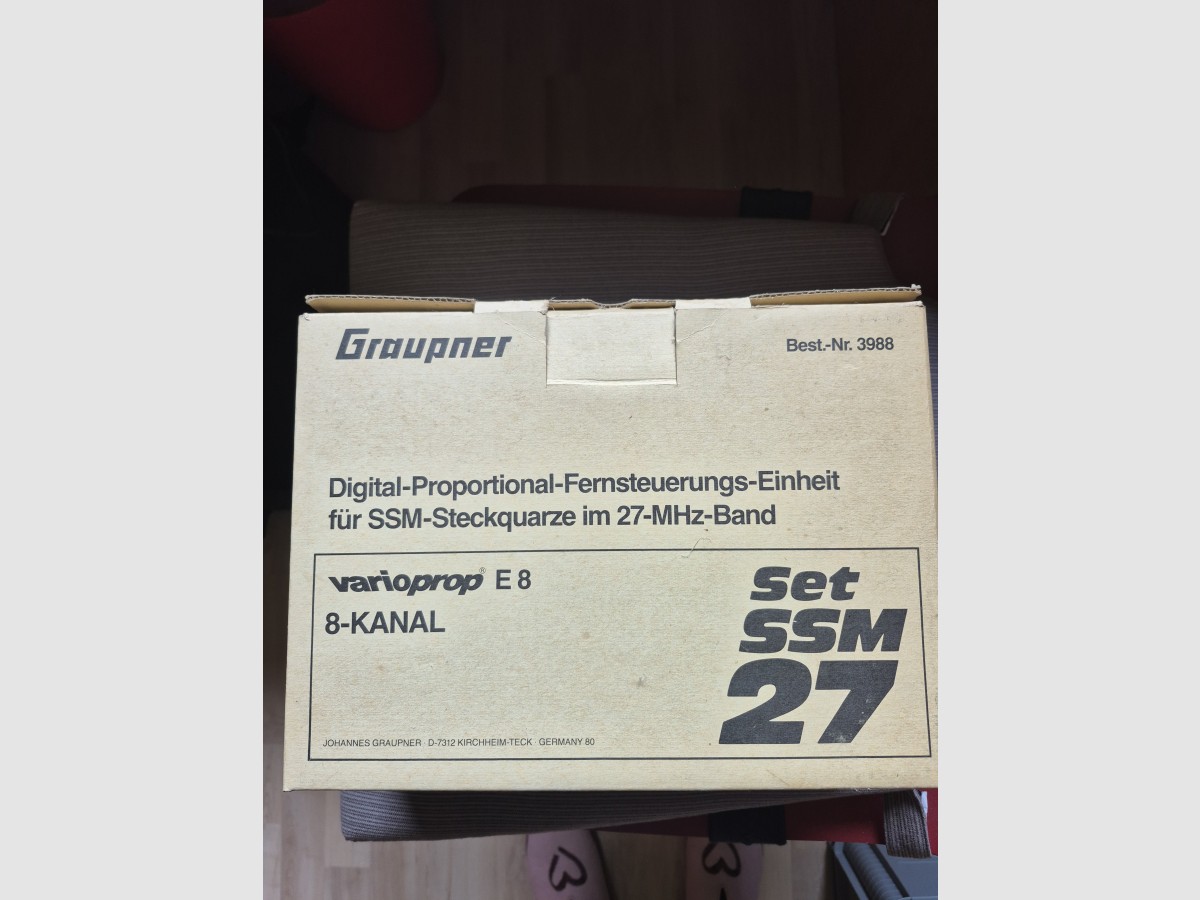 Graupner
Best.-Nr. 3988
Digital-Proportional-Fernsteuerungs-Einheit
für SSM-Steckquarze im 27-MHz-Band
varioprop® E 8
8-KANAL
Set
SSM
27
JOHANNES GRAUPNER · D-7312 KIRCHHEIM-TECK · GERMANY 80